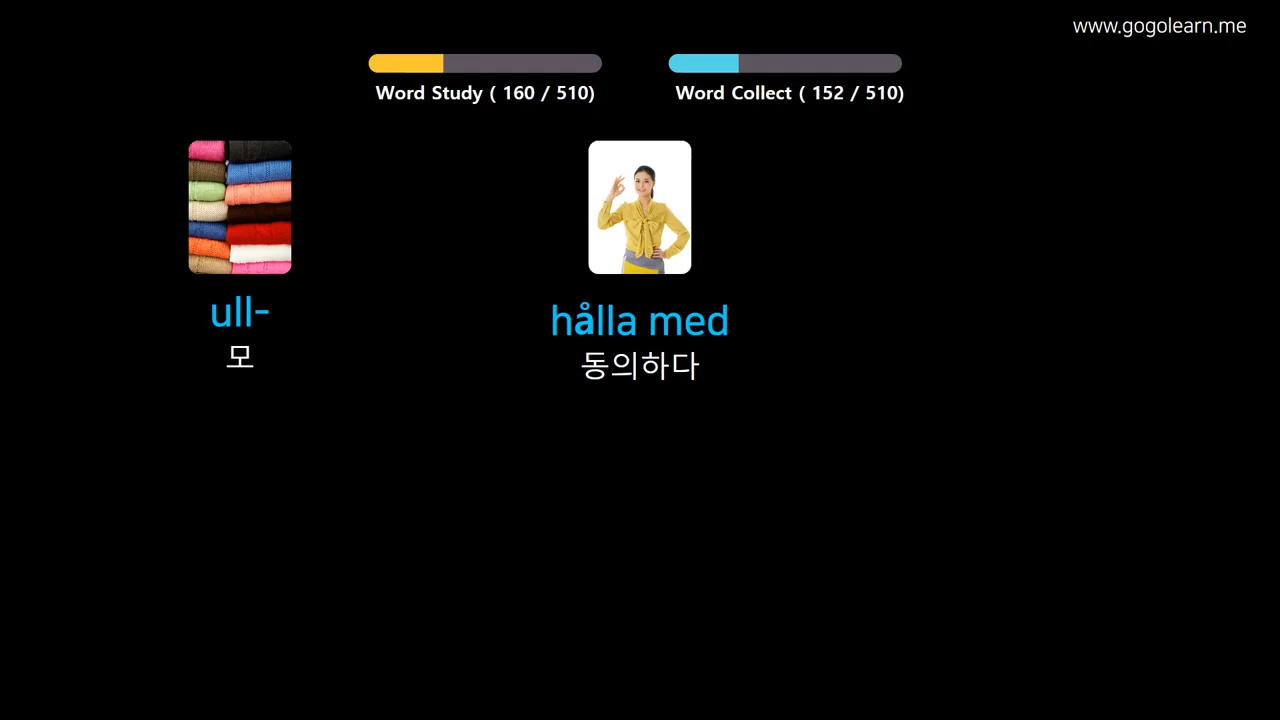 www.gogolearn.me
Word Study ( 160 / 510)
Word Collect ( 152 / 510)
ull-
모
hålla med
동의하다